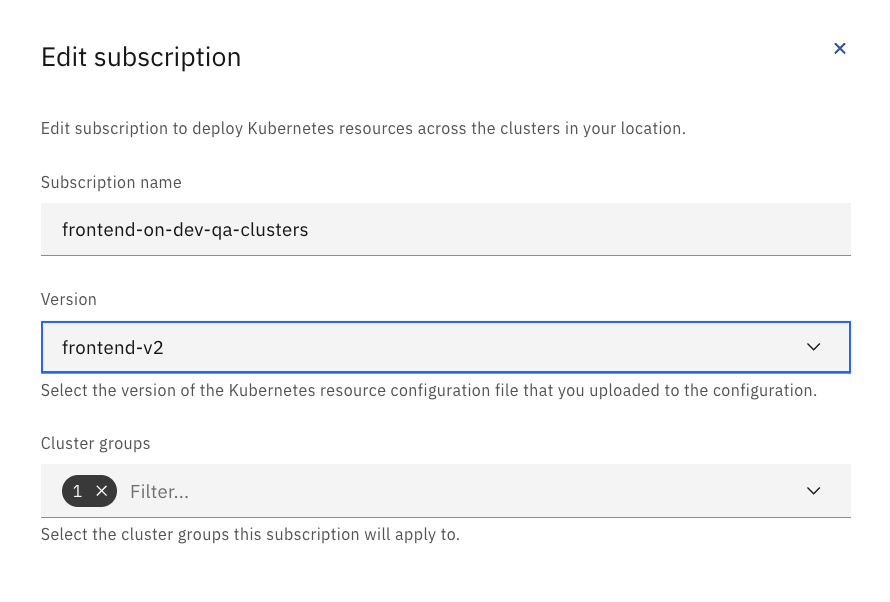 Edit subscription
Edit subscription to deploy Kubernetes resources across the clusters in your location.
Subscription name
frontend-on-dev-qa-clusters
Version
frontend-v2
Select the version of the Kubernetes resource configuration file that you uploaded to the configuration.
Cluster groups
1 Filter...
Select the cluster groups this subscription will apply to.